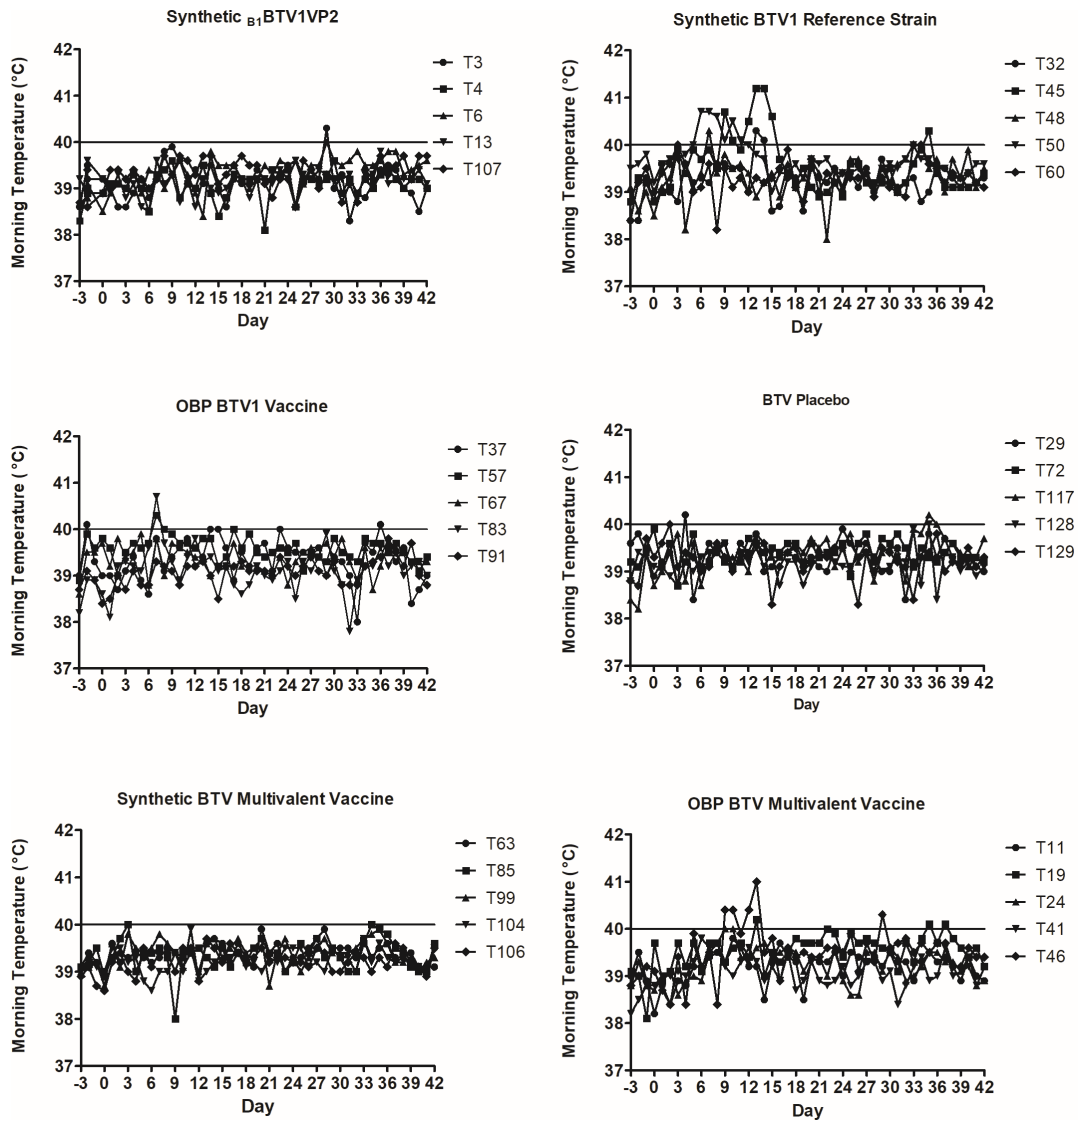 Synthetic B1BTV1VP2
Morning Temperature (°C)
42
41
40
39
38
37
-3 0 3 6 9 12 15 18 21 24 27 30 33 36 39 42
Day
T3
T4
T6
T13
T107
Synthetic BTV1 Reference Strain
Morning Temperature (°C)
42
41
40
39
38
37
-3 0 3 6 9 12 15 18 21 24 27 30 33 36 39 42
Day
T32
T45
T48
T50
T60
OBP BTV1 Vaccine
Morning Temperature (°C)
42
41
40
39
38
37
-3 0 3 6 9 12 15 18 21 24 27 30 33 36 39 42
Day
T37
T57
T67
T83
T91
BTV Placebo
Morning Temperature (°C)
42
41
40
39
38
37
-3 0 3 6 9 12 15 18 21 24 27 30 33 36 39 42
Day
T29
T72
T117
T128
T129
Synthetic BTV Multivalent Vaccine
Morning Temperature (°C)
42
41
40
39
38
37
-3 0 3 6 9 12 15 18 21 24 27 30 33 36 39 42
Day
T63
T85
T99
T104
T106
OBP BTV Multivalent Vaccine
Morning Temperature (°C)
42
41
40
39
38
37
-3 0 3 6 9 12 15 18 21 24 27 30 33 36 39 42
Day
T11
T19
T24
T41
T46